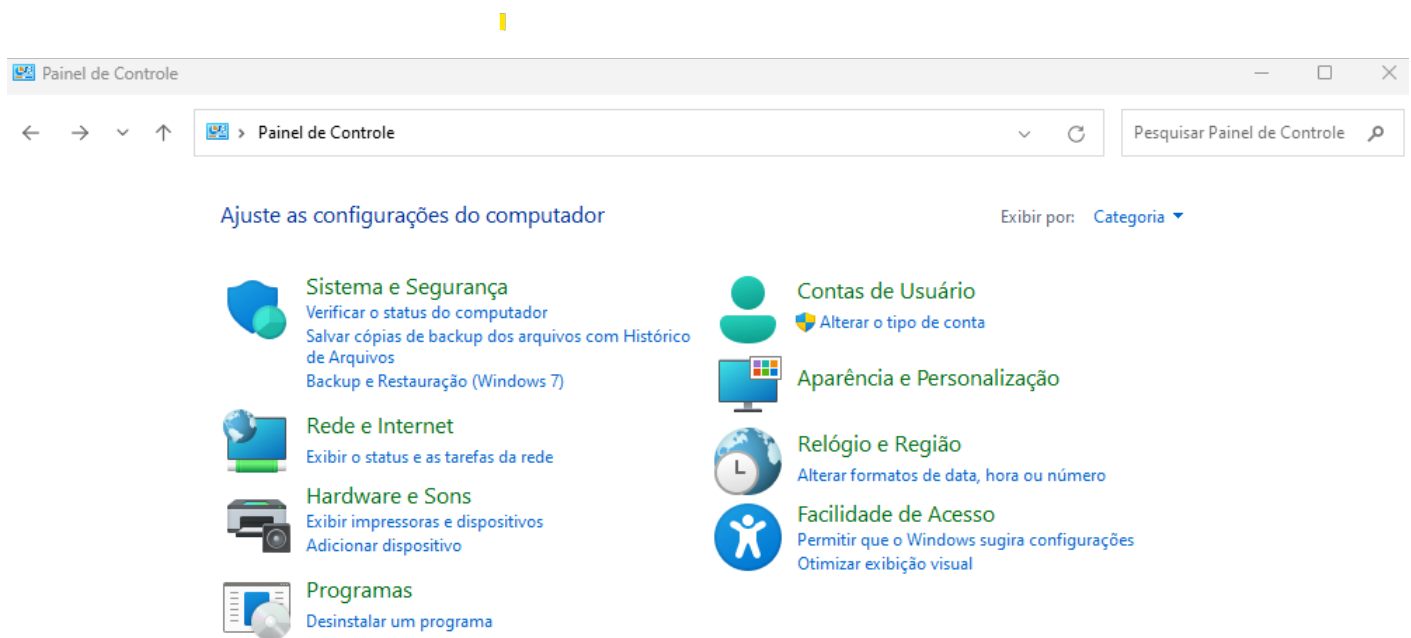 Painel de Controle
Painel de Controle
Pesquisar Painel de Controle
Ajuste as configurações do computador
Exibir por: Categoria
Sistema e Segurança
Verificar o status do computador
Salvar cópias de backup dos arquivos com Histórico
de Arquivos
Backup e Restauração (Windows 7)
Rede e Internet
Exibir o status e as tarefas da rede
Hardware e Sons
Exibir impressoras e dispositivos
Adicionar dispositivo
Programas
Desinstalar um programa
Contas de Usuário
Alterar o tipo de conta
Aparência e Personalização
Relógio e Região
Alterar formatos de data, hora ou número
Facilidade de Acesso
Permitir que o Windows sugira configurações
Otimizar exibição visual